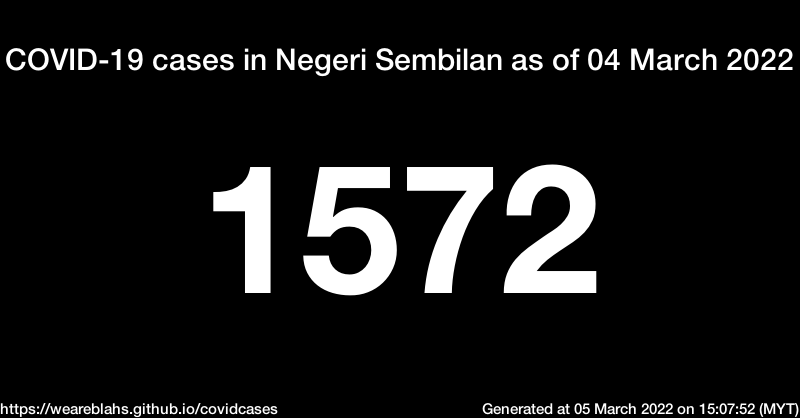 COVID-19 cases in Negeri Sembilan as of 04 March 2022
1572
https://weareblahs.github.io/covidcases
Generated at 05 March 2022 on 15:07:52 (MYT)